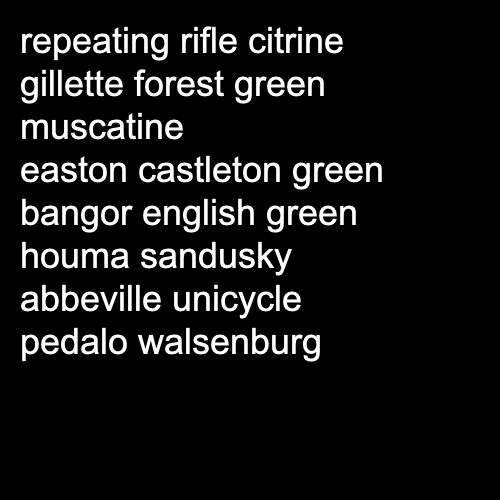 repeating rifle citrine
gillette forest green
muscatine
easton castleton green
bangor english green
houma sandusky
abbeville unicycle
pedalo walsenburg